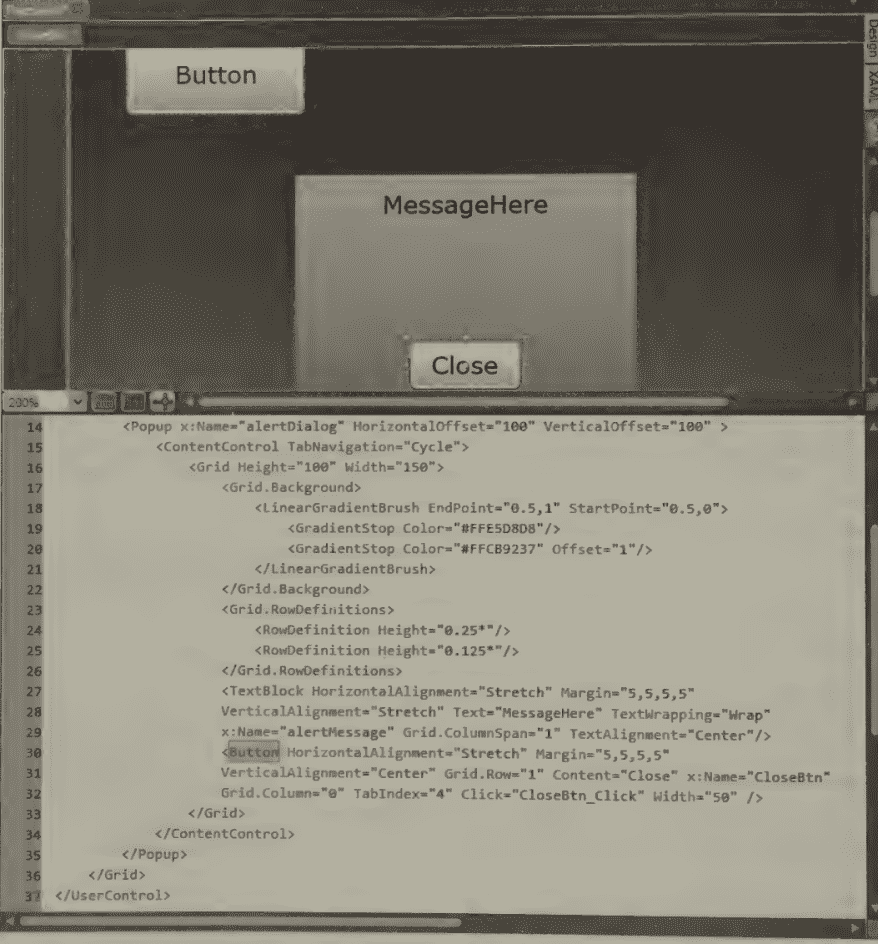 Design
XAML
Button
MessageHere
Close
200%
14 <Popup x:Name="alertDialog" HorizontalOffset="100" VerticalOffset="100" >
15 <ContentControl TabNavigation="Cycle">
16 <Grid Height="100" Width="150">
17 <Grid.Background>
18 <LinearGradientBrush EndPoint="0.5,1" StartPoint="0.5,0">
19 <GradientStop Color="#FFE5D8D8"/>
20 <GradientStop Color="#FFCB9237" Offset="1"/>
21 </LinearGradientBrush>
22 </Grid.Background>
23 <Grid.RowDefinitions>
24 <RowDefinition Height="0.25*"/>
25 <RowDefinition Height="0.125*"/>
26 </Grid.RowDefinitions>
27 <TextBlock HorizontalAlignment="Stretch" Margin="5,5,5,5"
28 VerticalAlignment="Stretch" Text="MessageHere" TextWrapping="Wrap"
29 x:Name="alertMessage" Grid.ColumnSpan="1" TextAlignment="Center"/>
30 <Button HorizontalAlignment="Stretch" Margin="5,5,5,5"
31 VerticalAlignment="Center" Grid.Row="1" Content="Close" x:Name="CloseBtn"
32 Grid.Column="0" TabIndex="4" Click="CloseBtn_Click" Width="50" />
33 </Grid>
34 </ContentControl>
35 </Popup>
36 </Grid>
37 </UserControl>